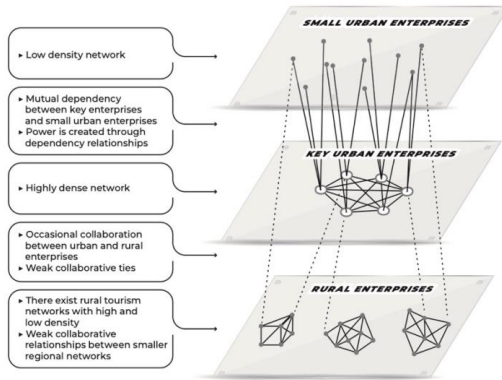 SMALL URBAN ENTERPRISES
▸ Low density network
▸ Mutual dependency
between key enterprises
and small urban enterprises
▸ Power is created through
dependency relationships
KEY URBAN ENTERPRISES
▸ Highly dense network
▸ Occasional collaboration
between urban and rural
enterprises
▸ Weak collaborative ties
RURAL ENTERPRISES
▸ There exist rural tourism
networks with high and
low density
▸ Weak collaborative
relationships between smaller
regional networks